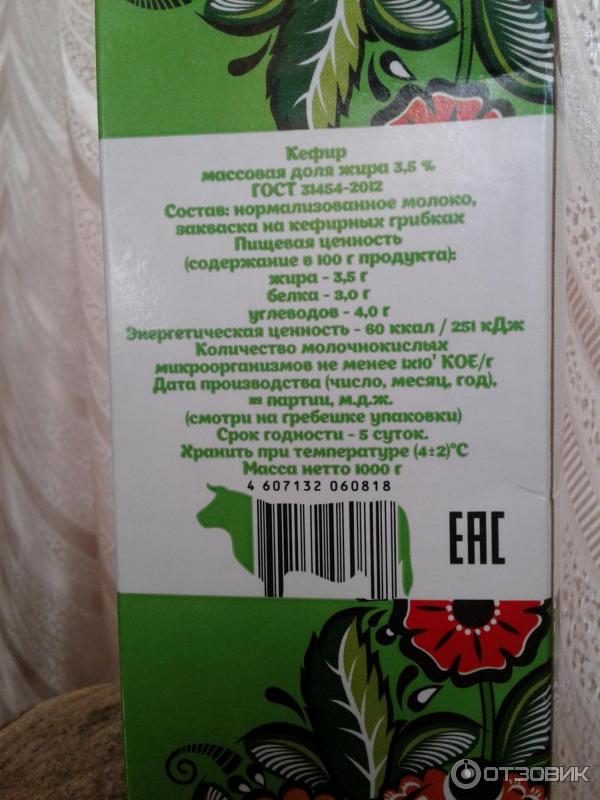 Кефир
массовая доля жира 3,5 %
ГОСТ 31454-2012
Состав: нормализованное молоко,
закваска на кефирных грибках
Пищевая ценность
(содержание в 100 г продукта):
жира - 3,5 г
белка - 3,0 г
углеводов - 4,0 г
Энергетическая ценность - 60 ккал / 251 кДж
Количество молочнокислых
микроорганизмов не менее 1х10⁷ КОЕ/г
Дата производства (число, месяц, год),
№ партии, м.д.ж.
(смотри на гребешке упаковки)
Срок годности - 5 суток.
Хранить при температуре (4±2)°С
Масса нетто 1000 г
4 607132 060818
ЕАС
ОТЗОВИК